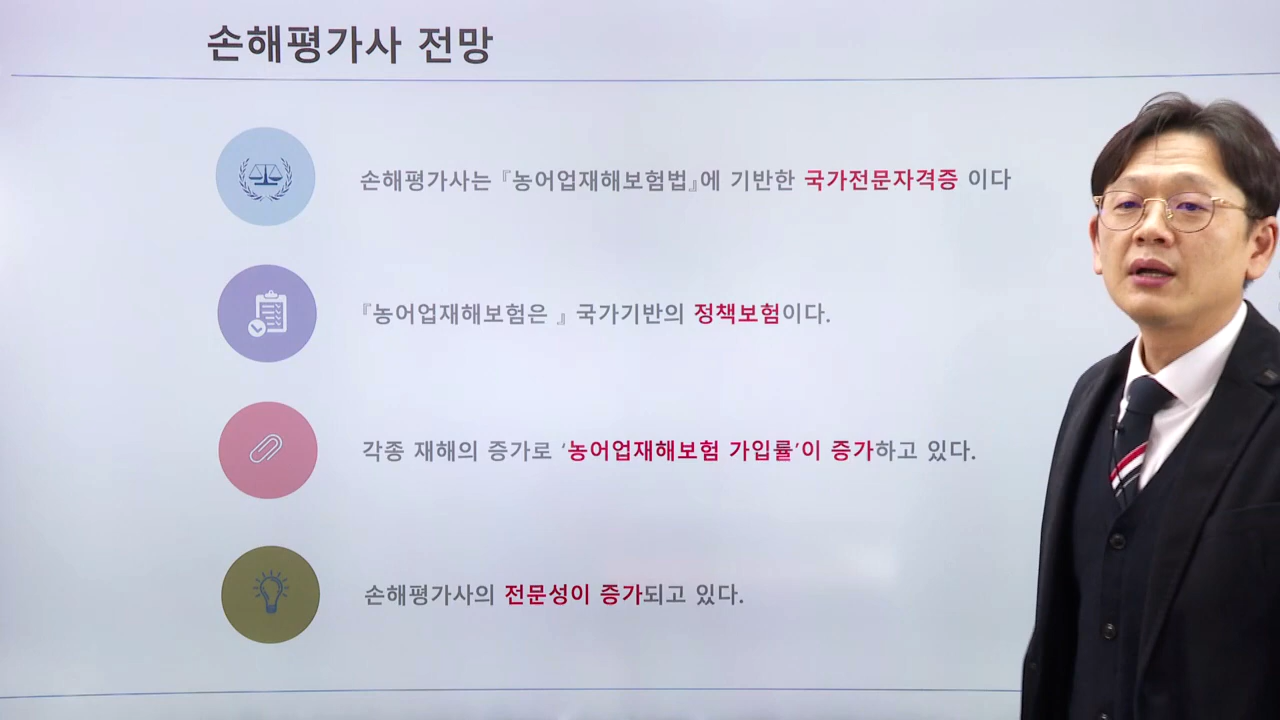 손해평가사 전망
손해평가사는 『농어업재해보험법』에 기반한 국가전문자격증 이다
『농어업재해보험은 』 국가기반의 정책보험이다.
각종 재해의 증가로 ‘농어업재해보험 가입률’이 증가하고 있다.
손해평가사의 전문성이 증가되고 있다.